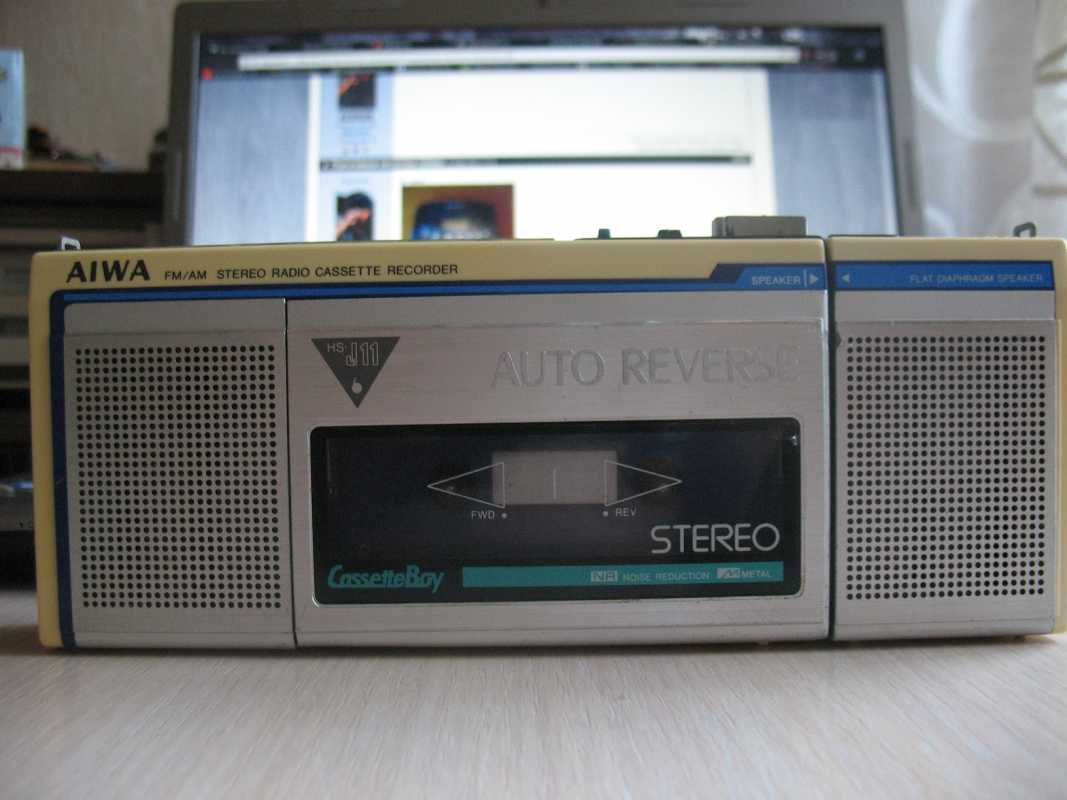 AIWA FM/AM STEREO RADIO CASSETTE RECORDER
SPEAKER
FLAT DIAPHRAGM SPEAKER
HS-J11
AUTO REVERSE
FWD
REV
STEREO
CassetteBoy
NR NOISE REDUCTION
METAL